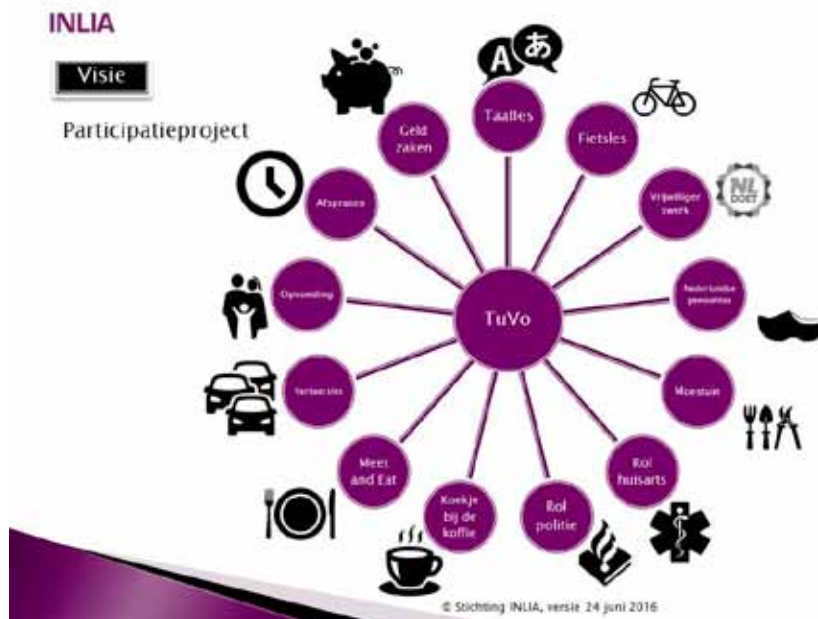 INLIA
Visie
Participatieproject
A あ
Taalles
Fietsles
NL
DOET
Vrijwilliger
swerk
Nederlandse
gewoontes
Moestuin
Rol
huisarts
Rol
politie
Koekje
bij de
koffie
Meet
and Eat
Verkeersles
Opvoeding
Afspraken
Geld
zaken
TuVo
© Stichting INLIA, versie 24 juni 2016